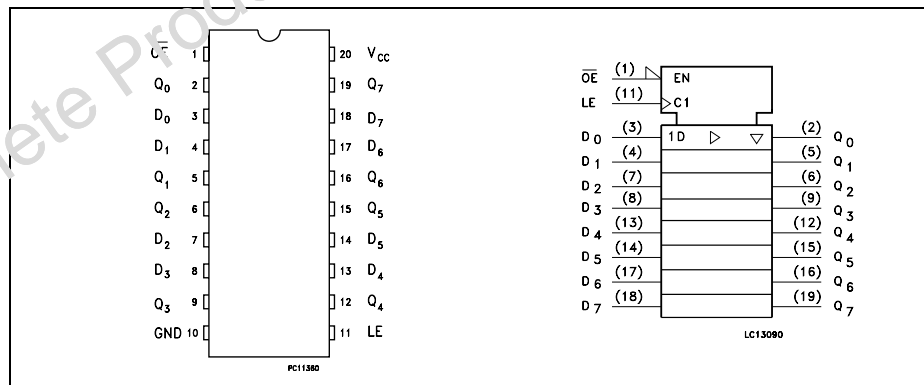 lete Prod
OE 1 20 VCC
Q0 2 19 Q7
D0 3 18 D7
D1 4 17 D6
Q1 5 16 Q6
Q2 6 15 Q5
D2 7 14 D5
D3 8 13 D4
Q3 9 12 Q4
GND 10 11 LE
PC11360
OE (1) EN
LE (11) C1
D0 (3) 1D (2) Q0
D1 (4) (5) Q1
D2 (7) (6) Q2
D3 (8) (9) Q3
D4 (13) (12) Q4
D5 (14) (15) Q5
D6 (17) (16) Q6
D7 (18) (19) Q7
LC13090